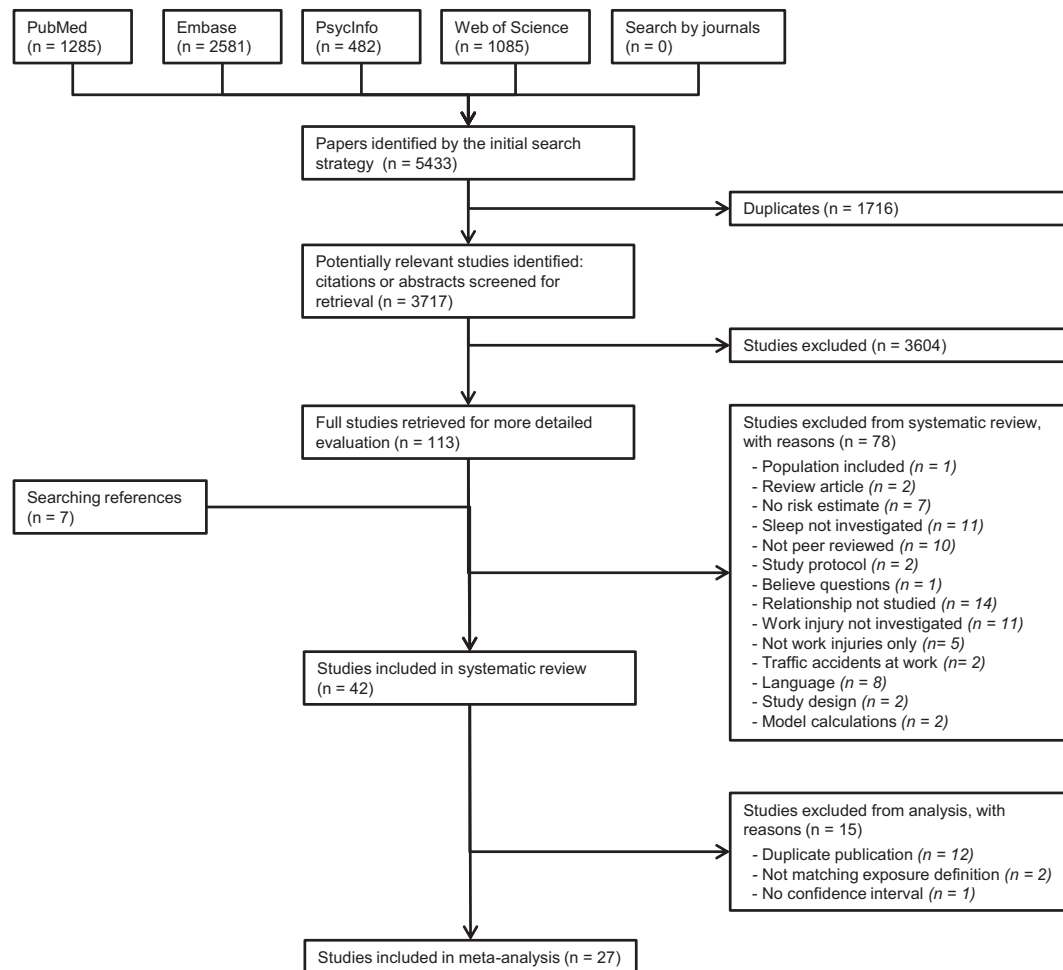 PubMed
(n = 1285)
Embase
(n = 2581)
PsycInfo
(n = 482)
Web of Science
(n = 1085)
Search by journals
(n = 0)
Papers identified by the initial search
strategy (n = 5433)
Duplicates (n = 1716)
Potentially relevant studies identified:
citations or abstracts screened for
retrieval (n = 3717)
Studies excluded (n = 3604)
Full studies retrieved for more detailed
evaluation (n = 113)
Searching references
(n = 7)
Studies excluded from systematic review,
with reasons (n = 78)
- Population included (n = 1)
- Review article (n = 2)
- No risk estimate (n = 7)
- Sleep not investigated (n = 11)
- Not peer reviewed (n = 10)
- Study protocol (n = 2)
- Believe questions (n = 1)
- Relationship not studied (n = 14)
- Work injury not investigated (n = 11)
- Not work injuries only (n= 5)
- Traffic accidents at work (n= 2)
- Language (n = 8)
- Study design (n = 2)
- Model calculations (n = 2)
Studies included in systematic review
(n = 42)
Studies excluded from analysis, with
reasons (n = 15)
- Duplicate publication (n = 12)
- Not matching exposure definition (n = 2)
- No confidence interval (n = 1)
Studies included in meta-analysis (n = 27)